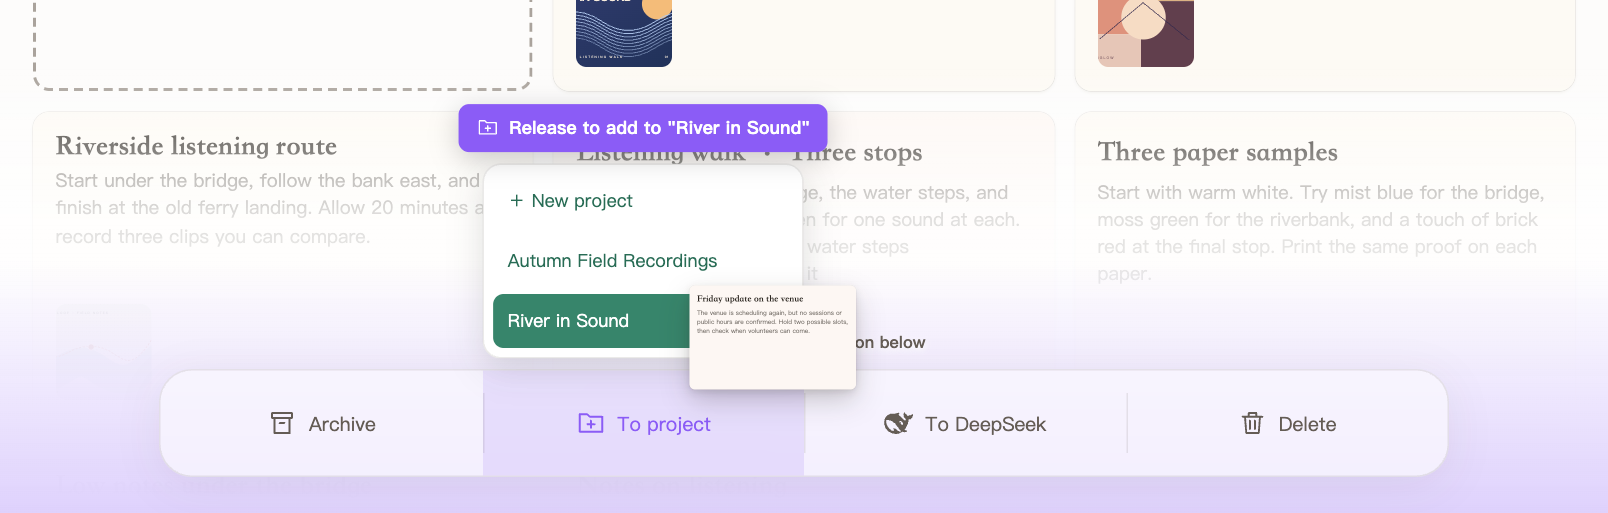 LISTENING WALK
Release to add to "River in Sound"
Riverside listening route
Start under the bridge, follow the bank east, and
finish at the old ferry landing. Allow 20 minutes
record three clips you can compare.
Listening walk · Three stops
the water steps, and
for one sound at each.
water steps
it
Three paper samples
Start with warm white. Try mist blue for the bridge,
moss green for the riverbank, and a touch of brick
red at the final stop. Print the same proof on each
paper.
+ New project
Autumn Field Recordings
River in Sound
Friday update on the venue
The venue is scheduling again, but no sessions or
public hours are confirmed. Hold two possible slots,
then check when volunteers can come.
on below
Archive
To project
To DeepSeek
Delete